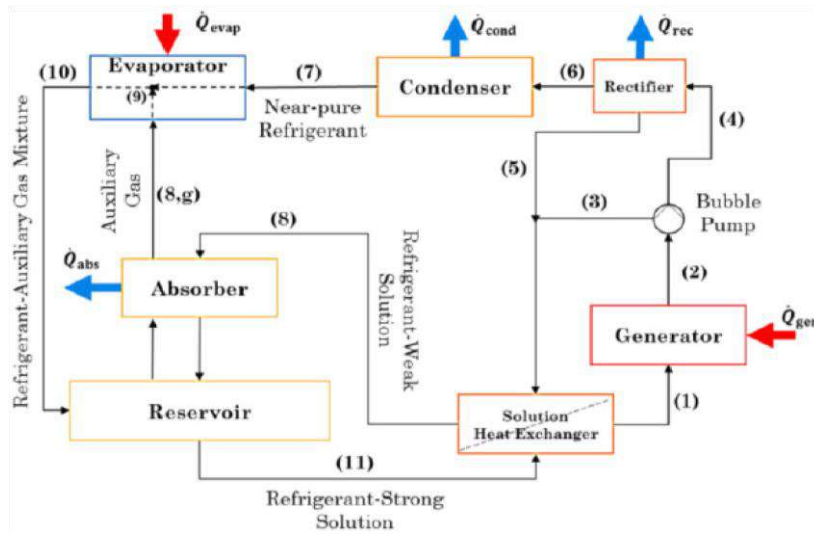 Q̇evap
Q̇cond
Q̇rec
(10)
Evaporator
(7)
Condenser
(6)
Rectifier
(9)
Near-pure
Refrigerant
(4)
Refrigerant-Auxiliary Gas Mixture
Auxiliary
Gas
(8,g)
(5)
(3)
Bubble
Pump
(8)
Refrigerant-Weak
Solution
(2)
Q̇abs
Absorber
Q̇gen
Generator
Reservoir
Solution
Heat Exchanger
(1)
(11)
Refrigerant-Strong
Solution